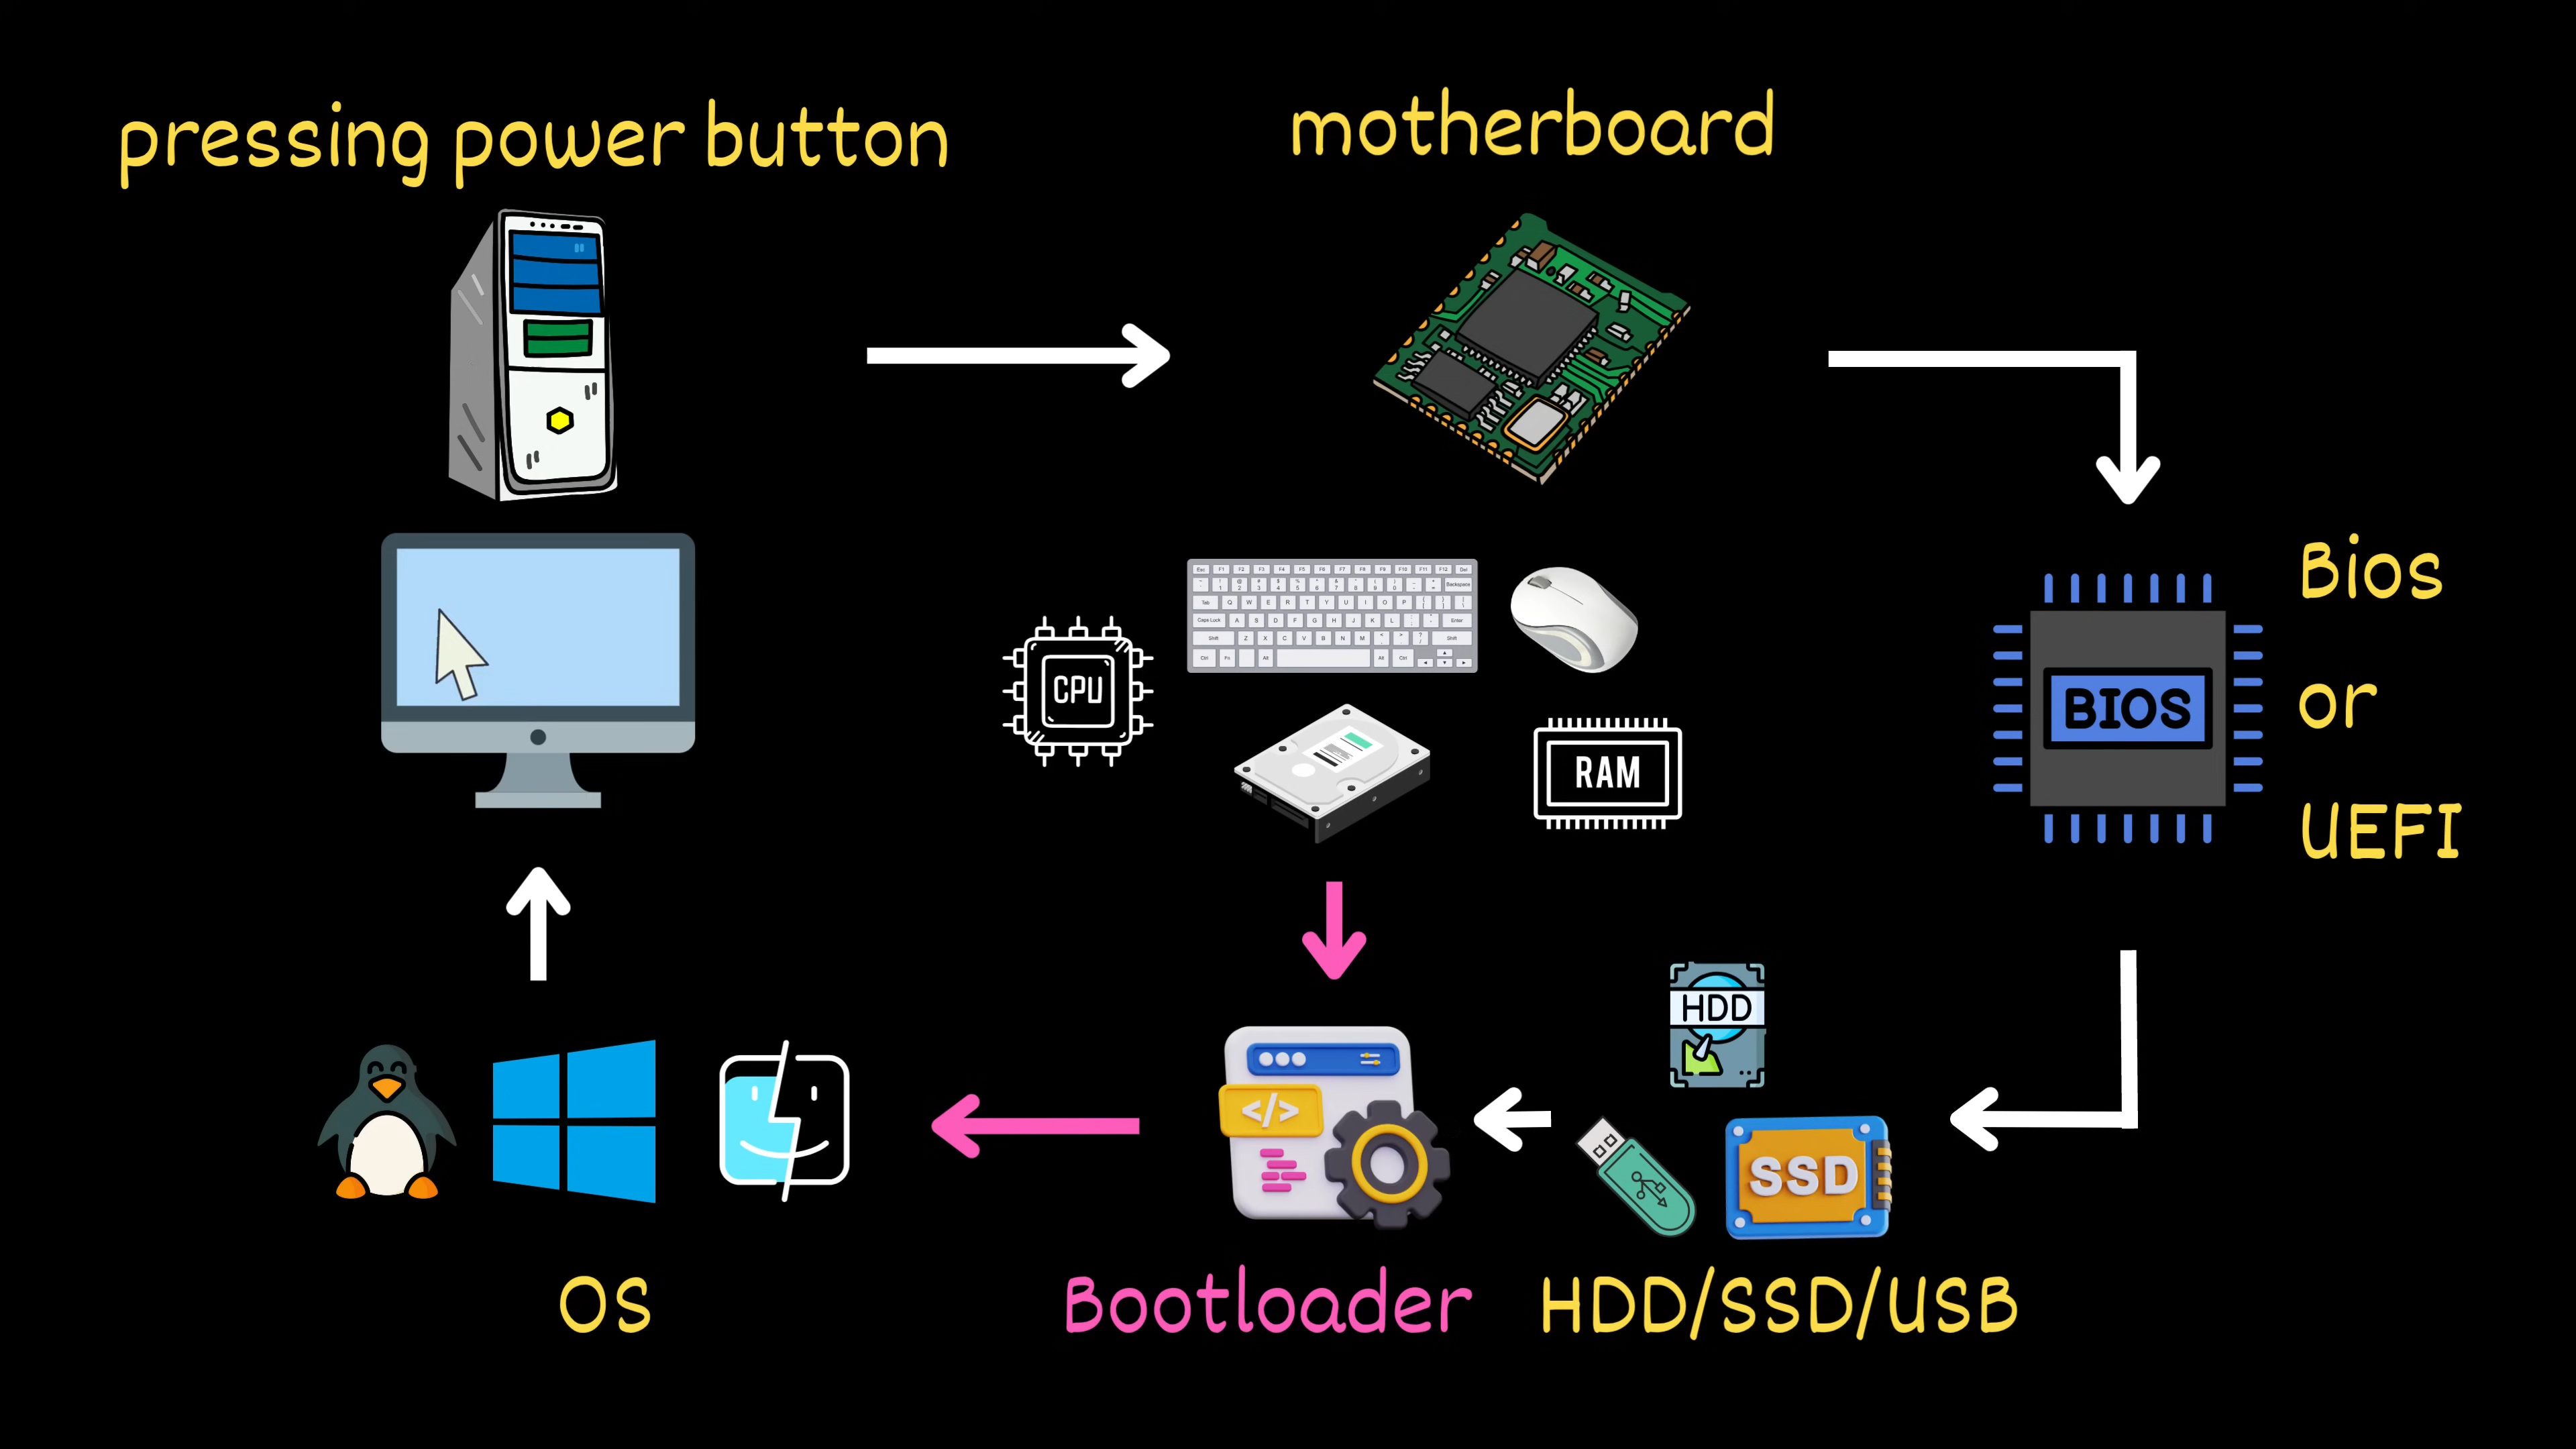 pressing power button
motherboard
CPU
RAM
BIOS
Bios
or
UEFI
HDD
</>
SSD
OS
Bootloader
HDD/SSD/USB